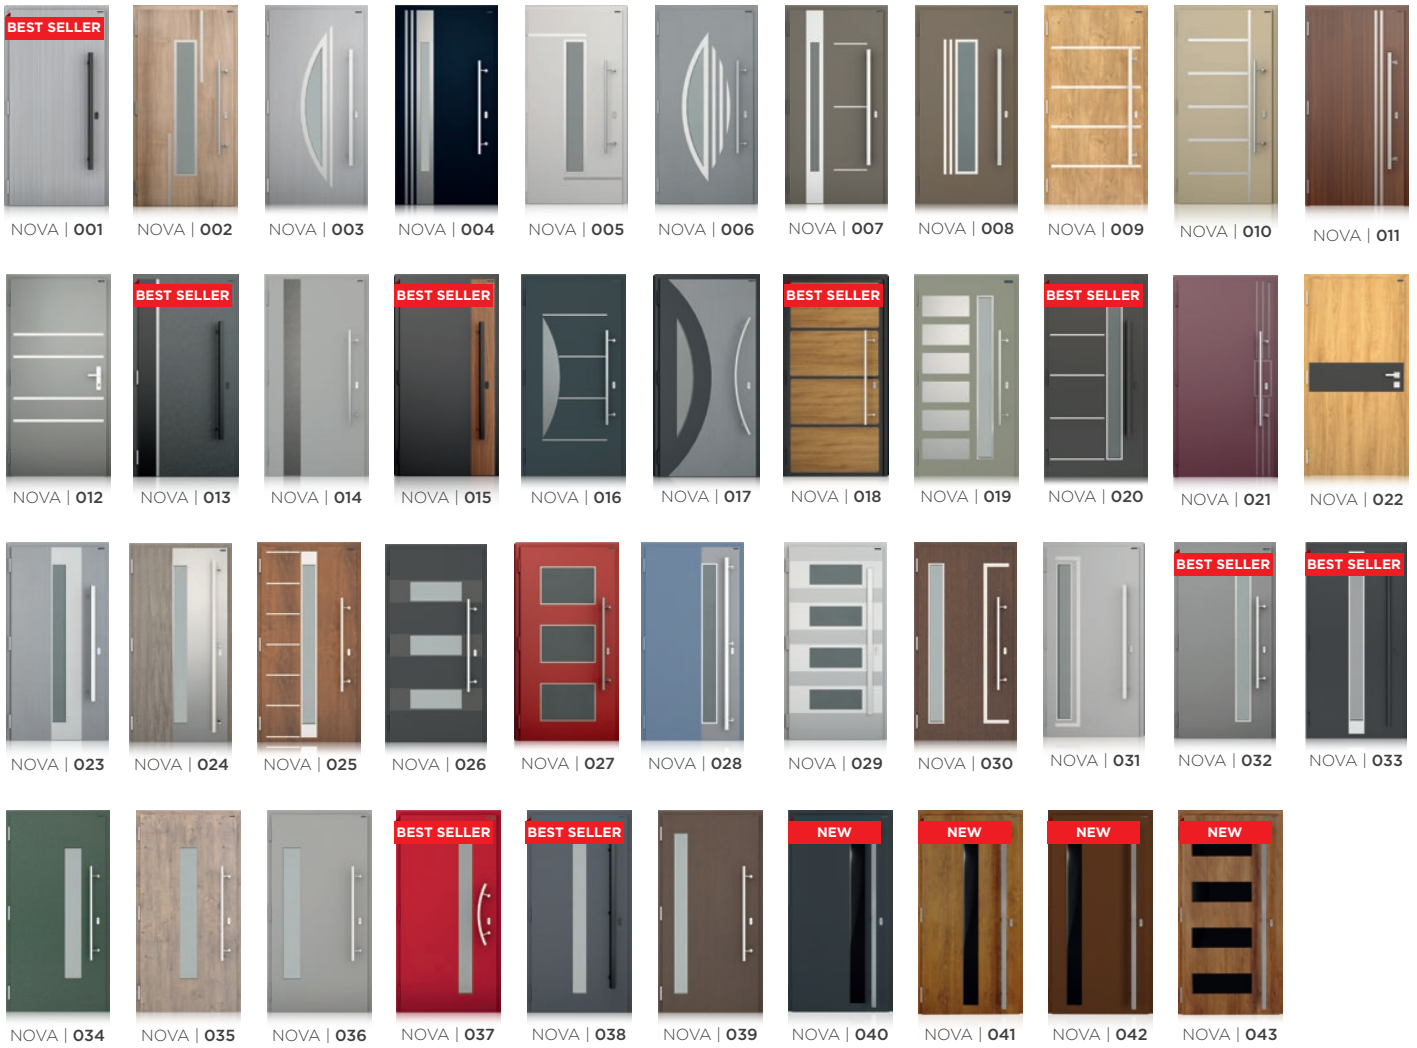 BEST SELLER
NOVA | 001
NOVA | 002
NOVA | 003
NOVA | 004
NOVA | 005
NOVA | 006
NOVA | 007
NOVA | 008
NOVA | 009
NOVA | 010
NOVA | 011
BEST SELLER
BEST SELLER
BEST SELLER
BEST SELLER
NOVA | 012
NOVA | 013
NOVA | 014
NOVA | 015
NOVA | 016
NOVA | 017
NOVA | 018
NOVA | 019
NOVA | 020
NOVA | 021
NOVA | 022
BEST SELLER
BEST SELLER
NOVA | 023
NOVA | 024
NOVA | 025
NOVA | 026
NOVA | 027
NOVA | 028
NOVA | 029
NOVA | 030
NOVA | 031
NOVA | 032
NOVA | 033
BEST SELLER
BEST SELLER
NEW
NEW
NEW
NEW
NOVA | 034
NOVA | 035
NOVA | 036
NOVA | 037
NOVA | 038
NOVA | 039
NOVA | 040
NOVA | 041
NOVA | 042
NOVA | 043